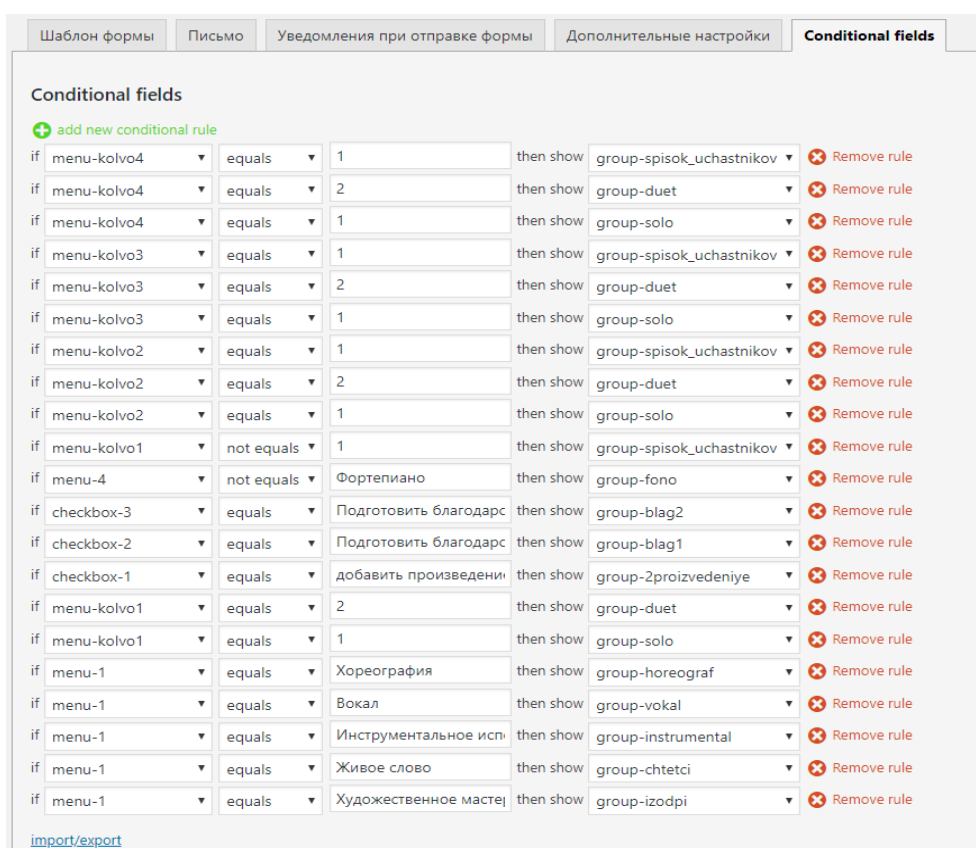 Шаблон формы Письмо Уведомления при отправке формы Дополнительные настройки Conditional fields
Conditional fields
add new conditional rule
if menu-kolvo4 equals 1 then show group-spisok_uchastnikov Remove rule
if menu-kolvo4 equals 2 then show group-duet Remove rule
if menu-kolvo4 equals 1 then show group-solo Remove rule
if menu-kolvo3 equals 1 then show group-spisok_uchastnikov Remove rule
if menu-kolvo3 equals 2 then show group-duet Remove rule
if menu-kolvo3 equals 1 then show group-solo Remove rule
if menu-kolvo2 equals 1 then show group-spisok_uchastnikov Remove rule
if menu-kolvo2 equals 2 then show group-duet Remove rule
if menu-kolvo2 equals 1 then show group-solo Remove rule
if menu-kolvo1 not equals 1 then show group-spisok_uchastnikov Remove rule
if menu-4 not equals Фортепиано then show group-fono Remove rule
if checkbox-3 equals Подготовить благодарс then show group-blag2 Remove rule
if checkbox-2 equals Подготовить благодарс then show group-blag1 Remove rule
if checkbox-1 equals добавить произведени then show group-2proizvedeniye Remove rule
if menu-kolvo1 equals 2 then show group-duet Remove rule
if menu-kolvo1 equals 1 then show group-solo Remove rule
if menu-1 equals Хореография then show group-horeograf Remove rule
if menu-1 equals Вокал then show group-vokal Remove rule
if menu-1 equals Инструментальное исп then show group-instrumental Remove rule
if menu-1 equals Живое слово then show group-chtetci Remove rule
if menu-1 equals Художественное масте then show group-izodpi Remove rule
import/export